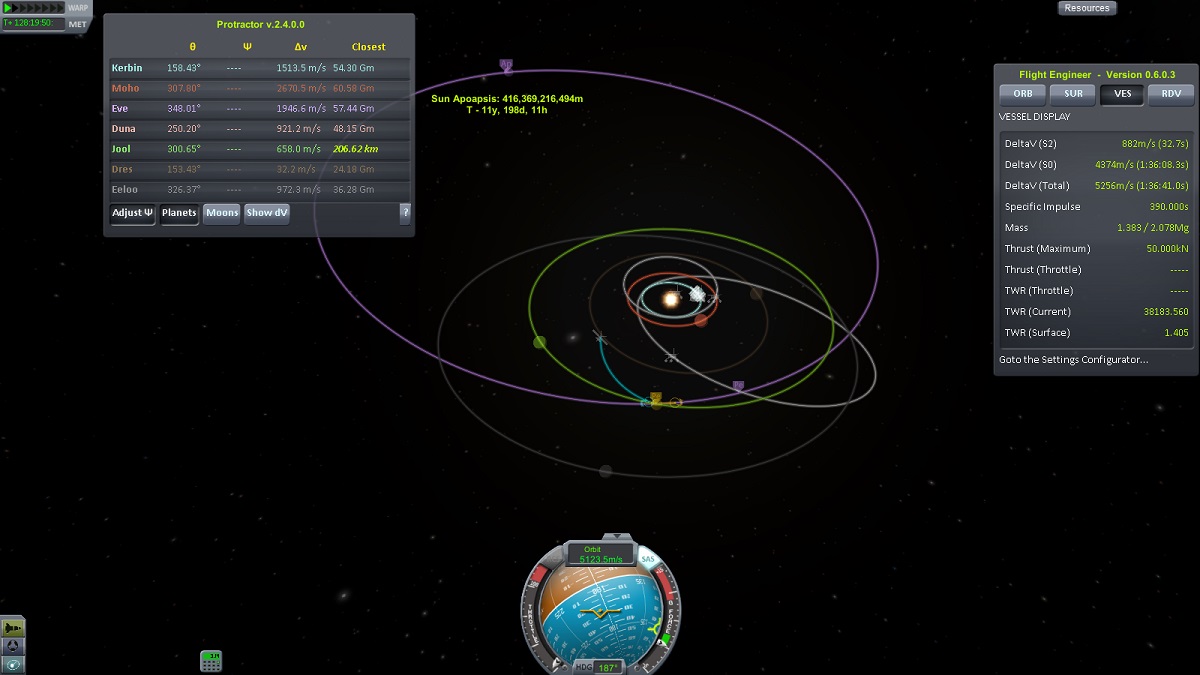 WARP
T+ 128:19:50:
MET
Resources
Protractor v.2.4.0.0
θ Ψ Δv Closest
Kerbin 158.43° ---- 1513.5 m/s 54.30 Gm
Moho 307.80° ---- 2670.5 m/s 60.58 Gm
Eve 348.01° ---- 1946.6 m/s 57.44 Gm
Duna 250.20° ---- 921.2 m/s 48.15 Gm
Jool 300.65° ---- 658.0 m/s 206.62 km
Dres 153.43° ---- 32.2 m/s 24.18 Gm
Eeloo 326.37° ---- 972.3 m/s 36.28 Gm
Adjust Ψ Planets Moons Show dV ?
Ap
Sun Apoapsis: 416,369,216,494m
T - 11y, 198d, 11h
Flight Engineer - Version 0.6.0.3
ORB SUR VES RDV
VESSEL DISPLAY
DeltaV (S2) 882m/s (32.7s)
DeltaV (S0) 4374m/s (1:36:08.3s)
DeltaV (Total) 5256m/s (1:36:41.0s)
Specific Impulse 390.000s
Mass 1.383 / 2.078Mg
Thrust (Maximum) 50.000kN
Thrust (Throttle) -----
TWR (Throttle) -----
TWR (Current) 38183.560
TWR (Surface) 1.405
Goto the Settings Configurator...
Orbit
5123.5m/s
SAS
HDG 187°